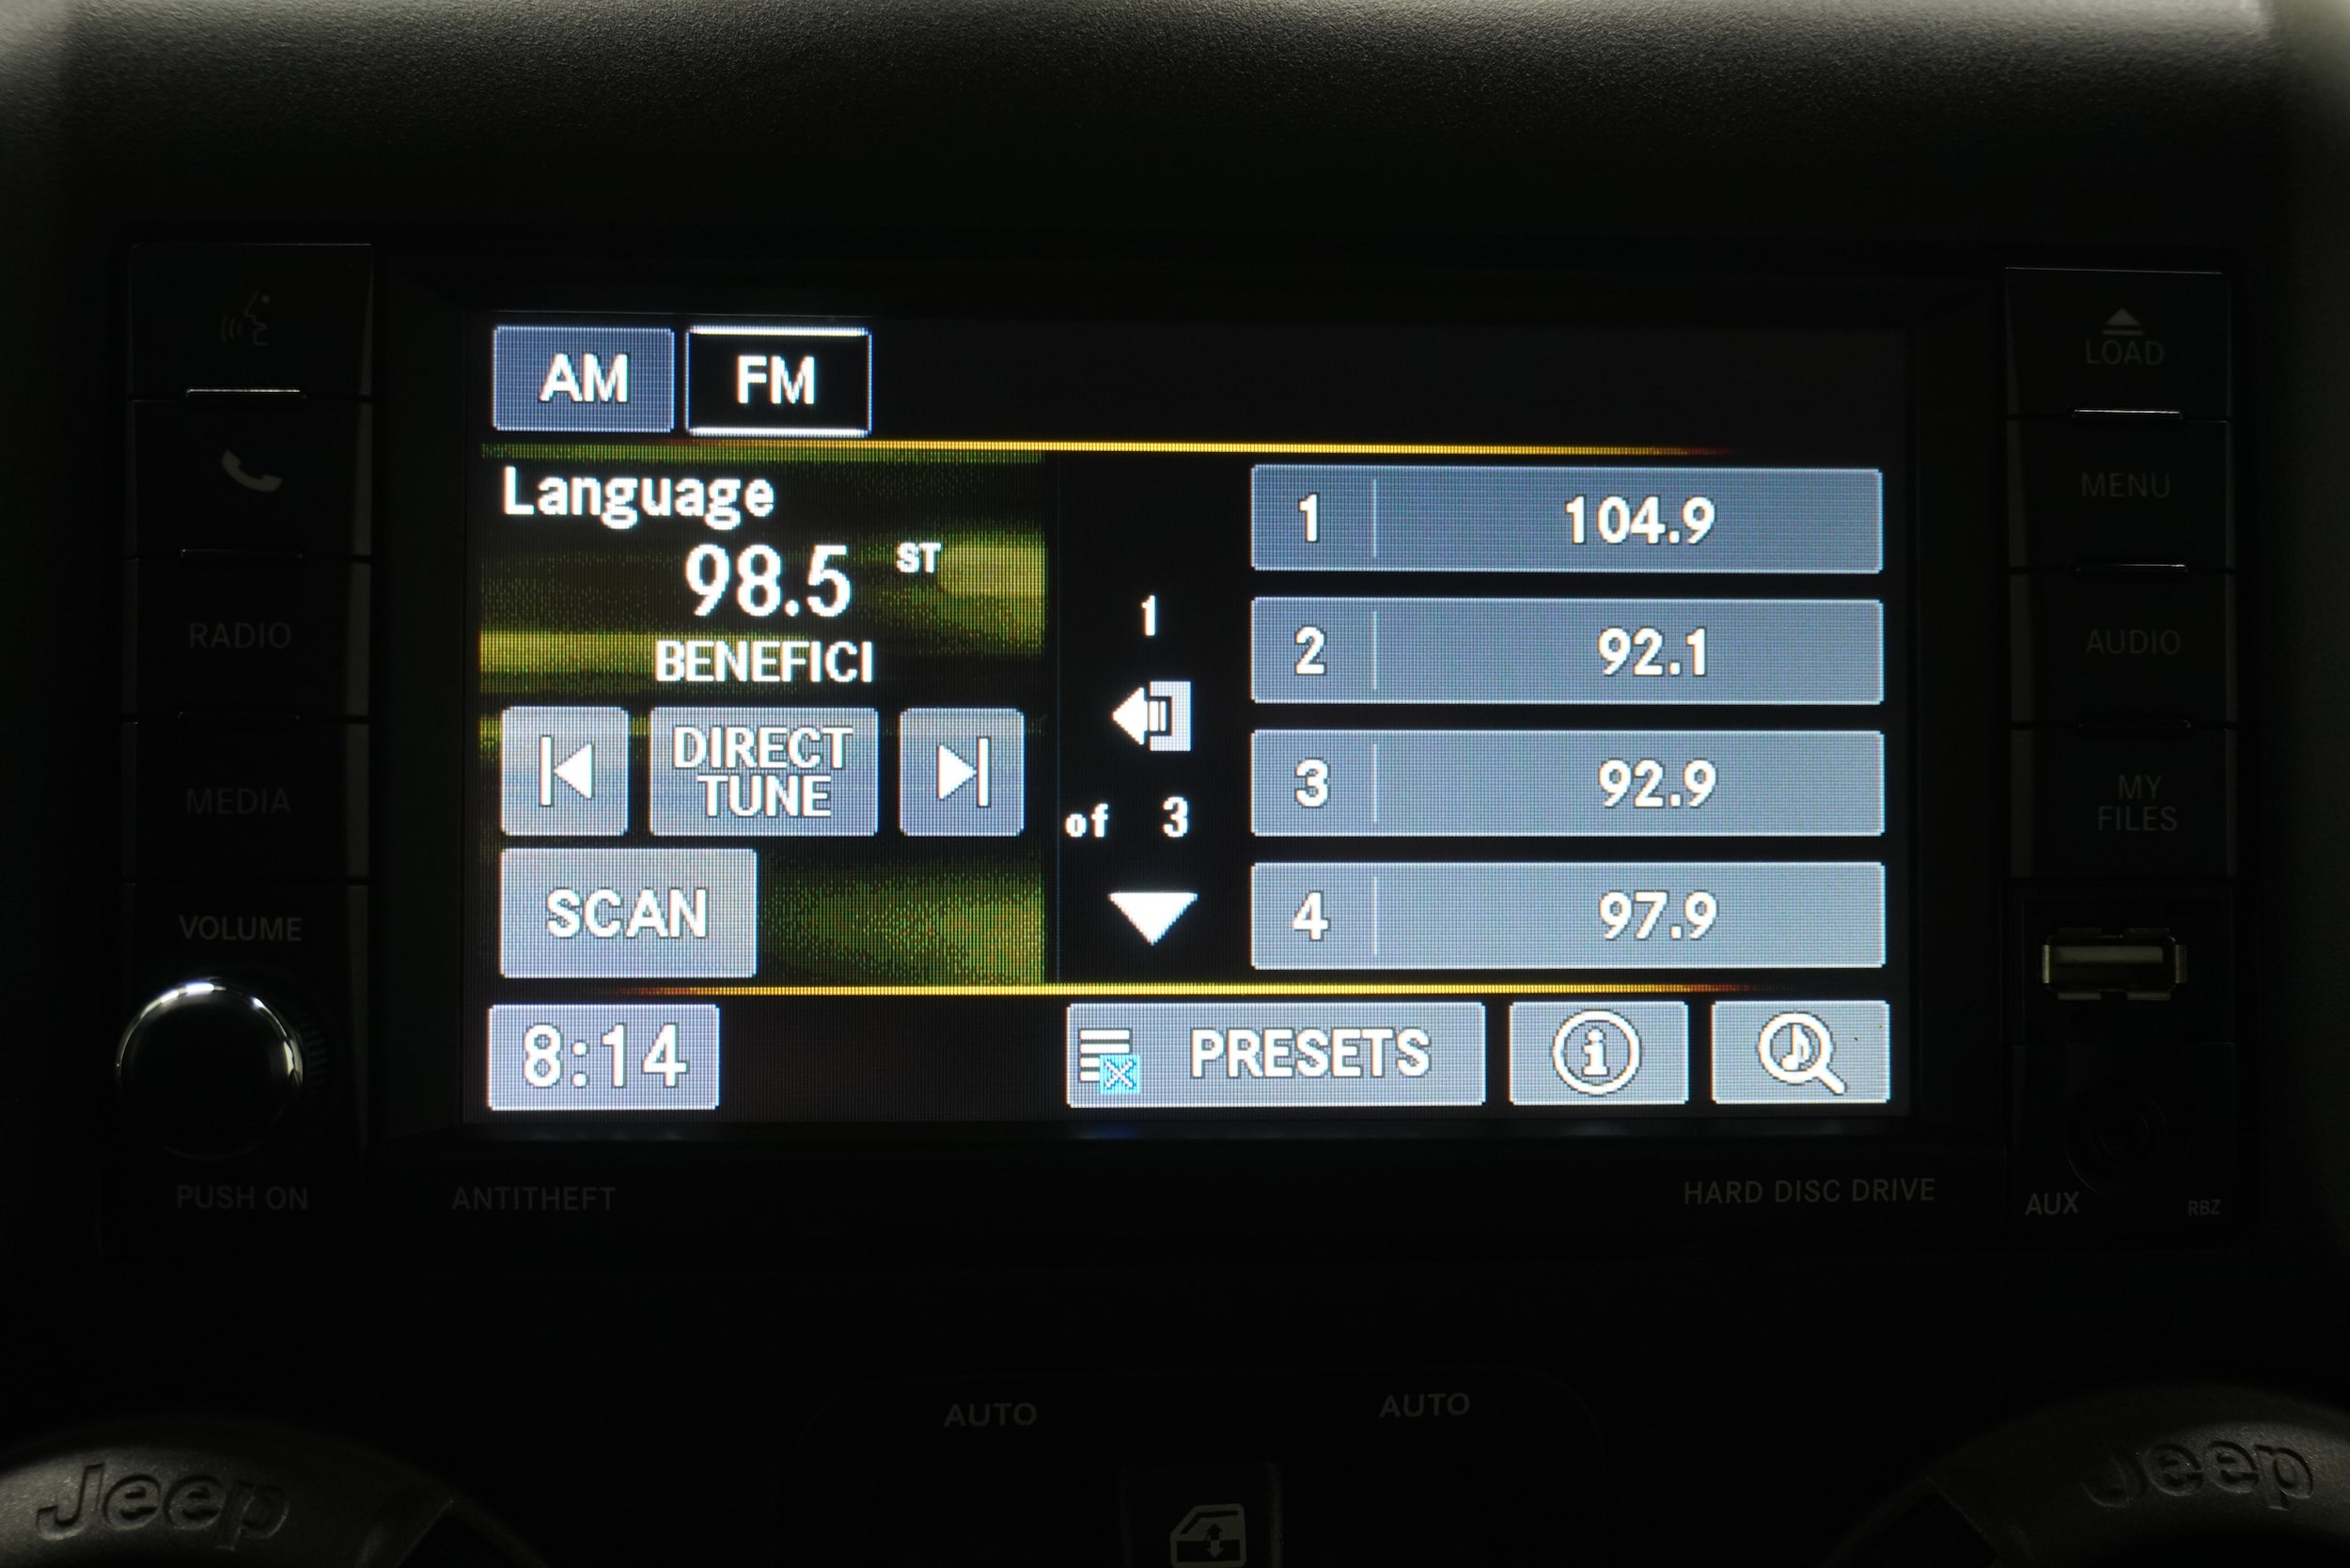 AM
FM
Language
98.5 ST
BENEFICI
DIRECT
TUNE
SCAN
8:14
1
of 3
1 104.9
2 92.1
3 92.9
4 97.9
PRESETS
i
RADIO
MEDIA
VOLUME
PUSH ON
ANTITHEFT
HARD DISC DRIVE
LOAD
MENU
AUDIO
MY
FILES
AUX
RBZ
AUTO
AUTO
Jeep
Jeep